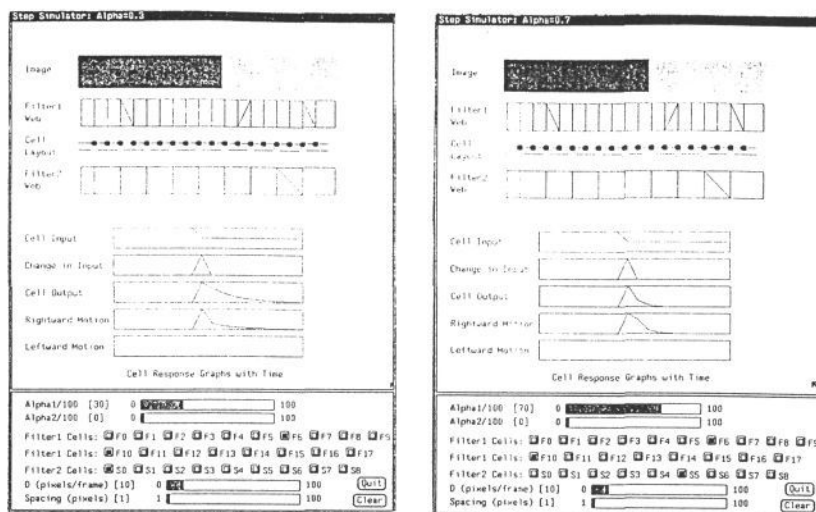 Step Simulator: Alpha=0.3
Image
Filter1
Web
Cell
Layout
Filter2
Web
Cell Input
Change in Input
Cell Output
Rightward Motion
Leftward Motion
Cell Response Graphs with Time
Alpha1/100 [30] 0 100
Alpha2/100 [0] 0 100
Filter1 Cells: F0 F1 F2 F3 F4 F5 F6 F7 F8 F9
Filter1 Cells: F10 F11 F12 F13 F14 F15 F16 F17
Filter2 Cells: S0 S1 S2 S3 S4 S5 S6 S7 S8
D (pixels/frame) [10] 0 100 Quit
Spacing (pixels) [1] 1 100 Clear
Step Simulator: Alpha=0.7
Image
Filter1
Web
Cell
Layout
Filter2
Web
Cell Input
Change in Input
Cell Output
Rightward Motion
Leftward Motion
Cell Response Graphs with Time
Alpha1/100 [70] 0 100
Alpha2/100 [0] 0 100
Filter1 Cells: F0 F1 F2 F3 F4 F5 F6 F7 F8 F9
Filter1 Cells: F10 F11 F12 F13 F14 F15 F16 F17
Filter2 Cells: S0 S1 S2 S3 S4 S5 S6 S7 S8
D (pixels/frame) [10] 0 100 Quit
Spacing (pixels) [1] 1 100 Clear